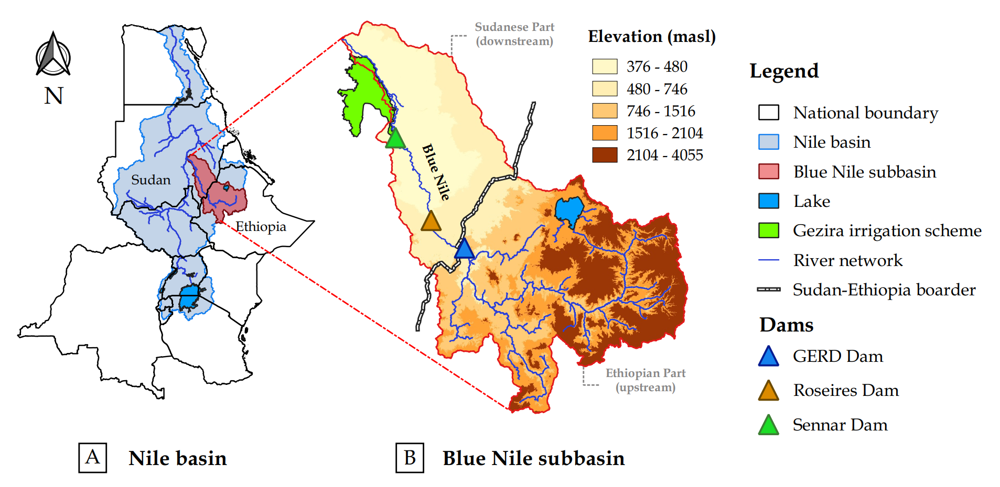 N
Sudan
Ethiopia
A
Nile basin
Sudanese Part
(downstream)
Blue Nile
Ethiopian Part
(upstream)
B
Blue Nile subbasin
Elevation (masl)
376 - 480
480 - 746
746 - 1516
1516 - 2104
2104 - 4055
Legend
National boundary
Nile basin
Blue Nile subbasin
Lake
Gezira irrigation scheme
River network
Sudan-Ethiopia boarder
Dams
GERD Dam
Roseires Dam
Sennar Dam